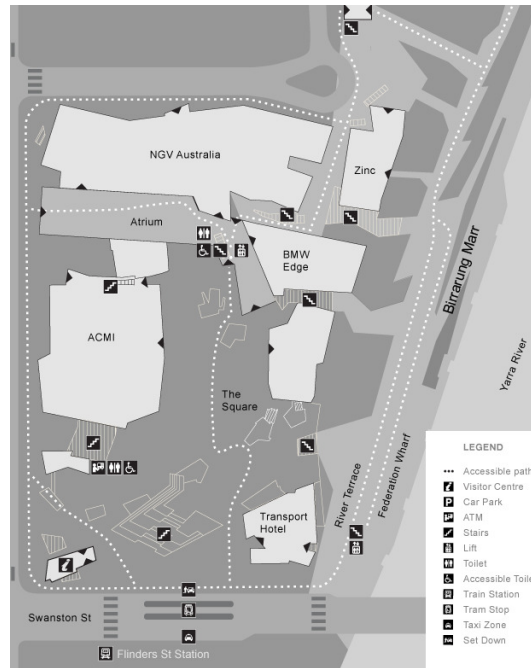 NGV Australia
Zinc
Atrium
BMW
Edge
Birrarung Marr
ACMI
Yarra River
The
Square
River Terrace
Federation Wharf
Transport
Hotel
Swanston St
Flinders St Station
LEGEND
Accessible path
Visitor Centre
P Car Park
ATM
Stairs
Lift
Toilet
Accessible Toile
Train Station
Tram Stop
Taxi Zone
Set Down